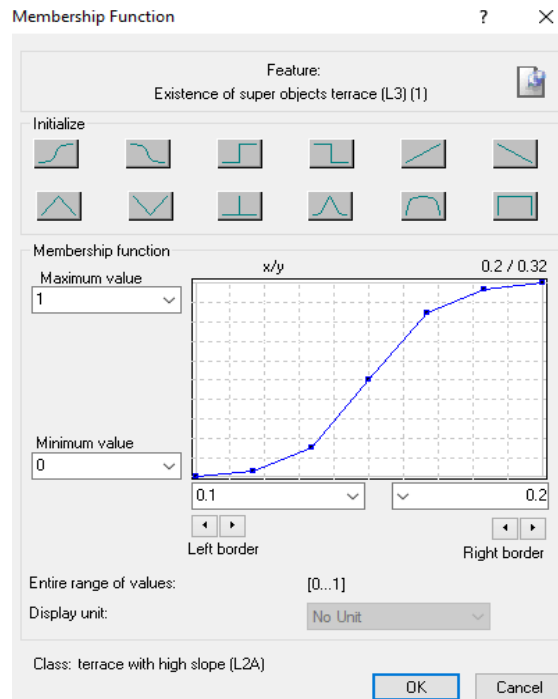 Membership Function
?
Feature:
Existence of super objects terrace (L3) (1)
Initialize
Membership function
x/y
0.2 / 0.32
Maximum value
1
Minimum value
0
0.1
0.2
Left border
Right border
Entire range of values:
[0...1]
Display unit:
No Unit
Class: terrace with high slope (L2A)
OK
Cancel